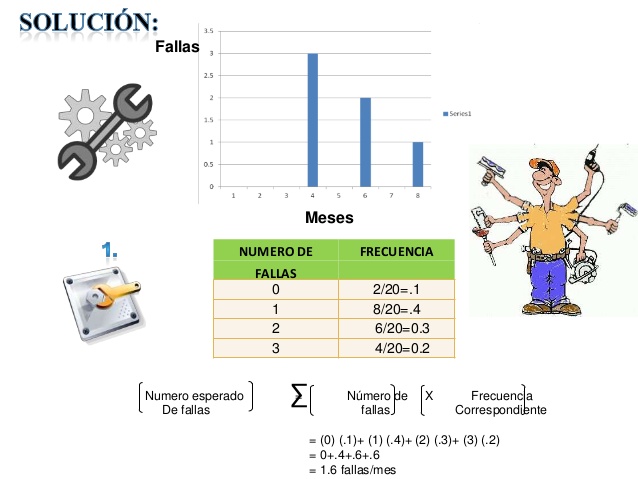 SOLUCIÓN:
Fallas
3.5
3
2.5
2
1.5
1
0.5
0
1 2 3 4 5 6 7 8
Series1
Meses
1.
NUMERO DE FRECUENCIA
FALLAS
0 2/20=.1
1 8/20=.4
2 6/20=0.3
3 4/20=0.2
Numero esperado = ∑ Número de X Frecuencia
De fallas fallas Correspondiente
= (0) (.1)+ (1) (.4)+ (2) (.3)+ (3) (.2)
= 0+.4+.6+.6
= 1.6 fallas/mes